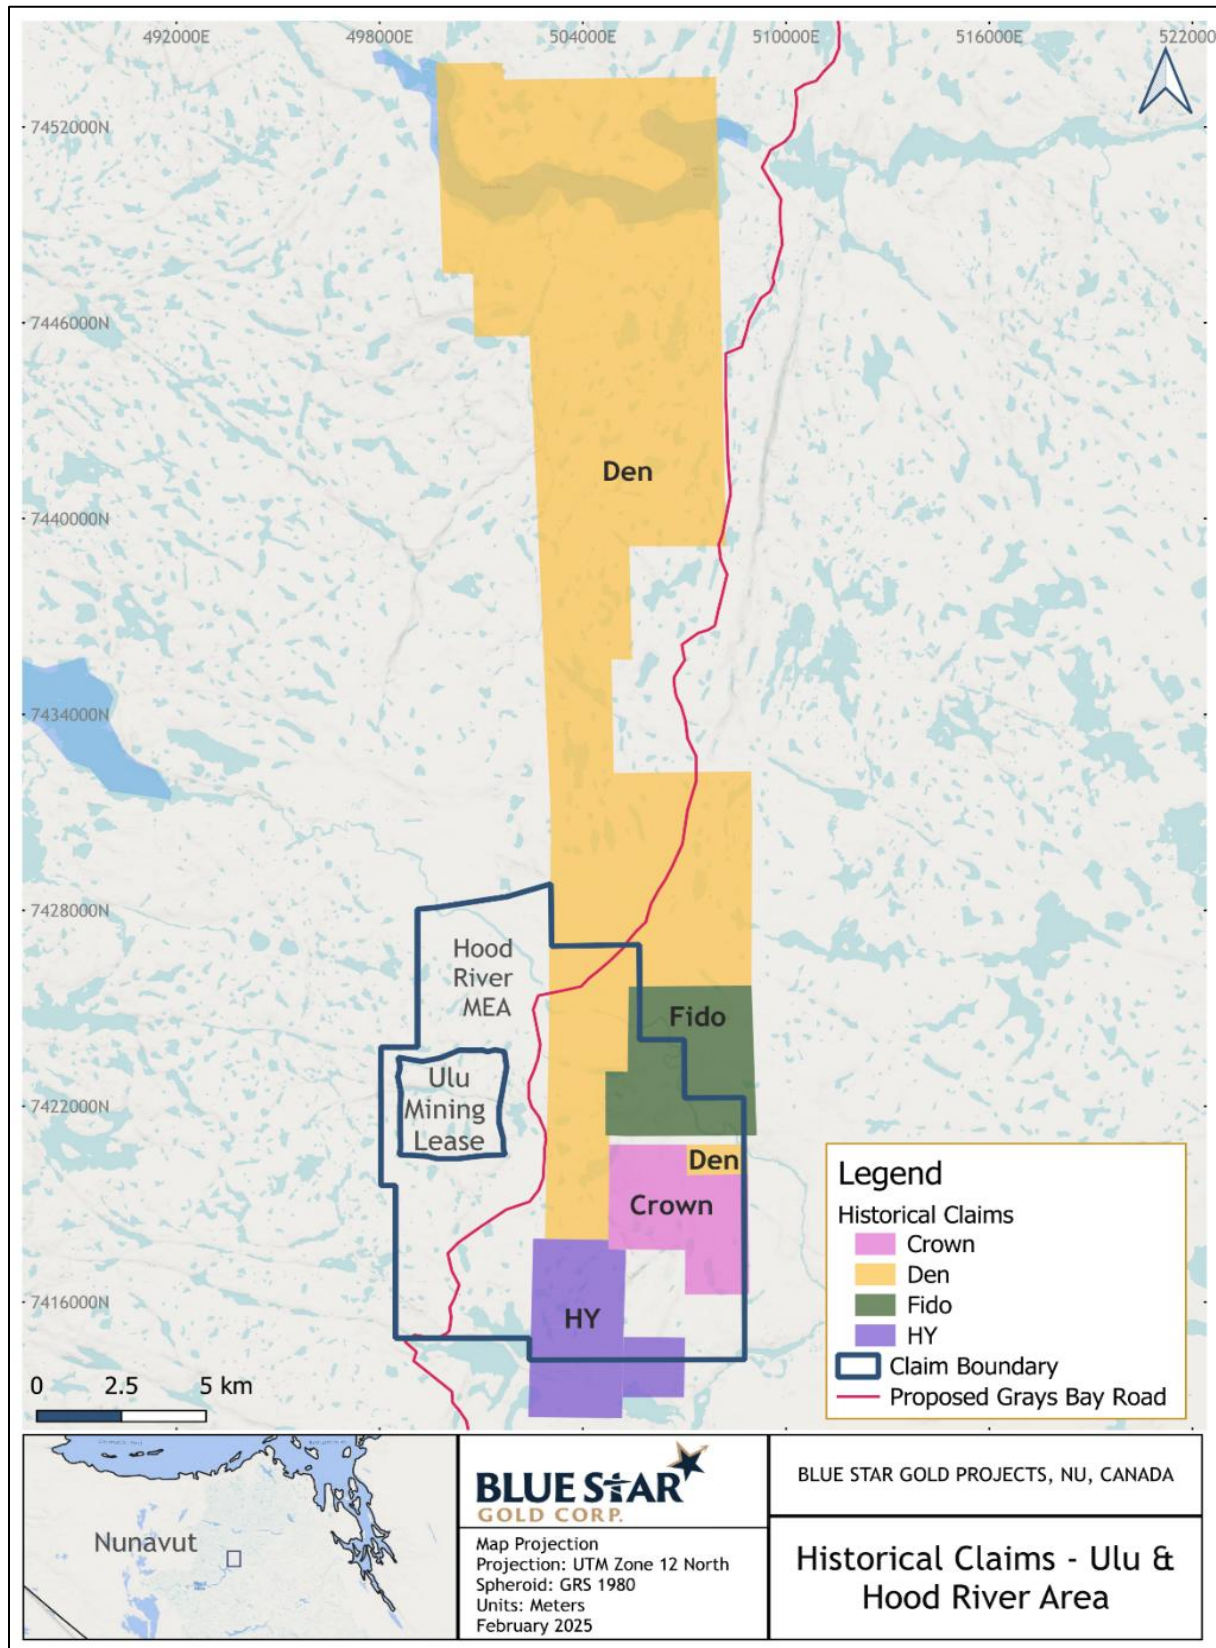 492000E 498000E 504000E 510000E 516000E 522000
7452000N
7446000N
Den
7440000N
7434000N
7428000N
Hood
River
MEA
Fido
Ulu
Mining
Lease
7422000N
Den
Crown
7416000N
HY
0 2.5 5 km
Legend
Historical Claims
Crown
Den
Fido
HY
Claim Boundary
Proposed Grays Bay Road
Nunavut
BLUE STAR
GOLD CORP.
Map Projection
Projection: UTM Zone 12 North
Spheroid: GRS 1980
Units: Meters
February 2025
BLUE STAR GOLD PROJECTS, NU, CANADA
Historical Claims - Ulu &
Hood River Area